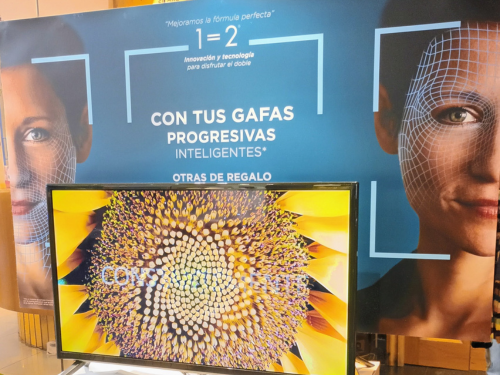 "Mejoramos la fórmula perfecta"
1=2*
Innovación y tecnología
para disfrutar el doble
CON TUS GAFAS
PROGRESIVAS
INTELIGENTES*
OTRAS DE REGALO